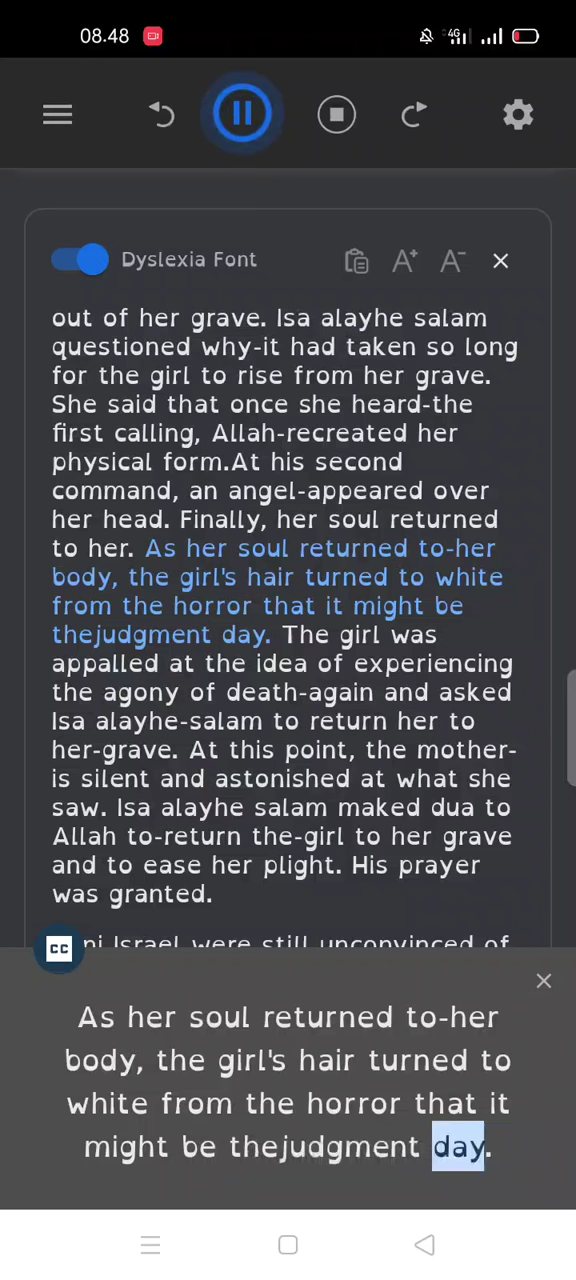 08.48
4G
Dyslexia Font
A+ A-
out of her grave. Isa alayhe salam
questioned why-it had taken so long
for the girl to rise from her grave.
She said that once she heard-the
first calling, Allah-recreated her
physical form.At his second
command, an angel-appeared over
her head. Finally, her soul returned
to her. As her soul returned to-her
body, the girl's hair turned to white
from the horror that it might be
thejudgment day. The girl was
appalled at the idea of experiencing
the agony of death-again and asked
Isa alayhe-salam to return her to
her-grave. At this point, the mother-
is silent and astonished at what she
saw. Isa alayhe salam maked dua to
Allah to-return the-girl to her grave
and to ease her plight. His prayer
was granted.
ni Israel were still unconvinced of
CC
As her soul returned to-her
body, the girl's hair turned to
white from the horror that it
might be thejudgment day.